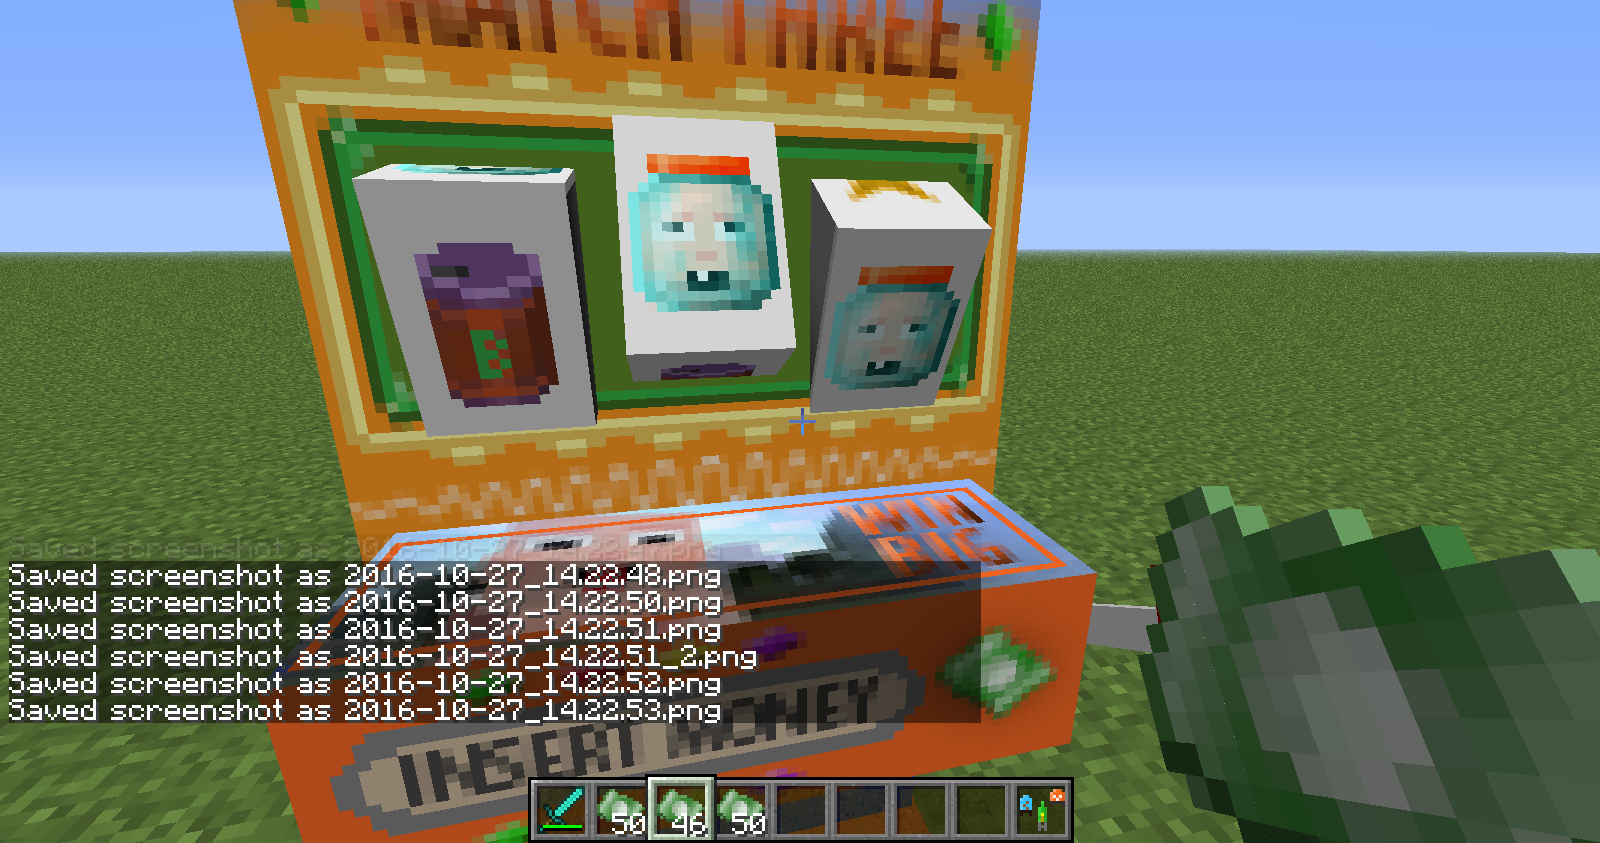 WIN
BIG
Saved screenshot as 2016-10-27_14.22.48.png
Saved screenshot as 2016-10-27_14.22.50.png
Saved screenshot as 2016-10-27_14.22.51.png
Saved screenshot as 2016-10-27_14.22.51_2.png
Saved screenshot as 2016-10-27_14.22.52.png
Saved screenshot as 2016-10-27_14.22.53.png
INSERT MONEY
50 46 50